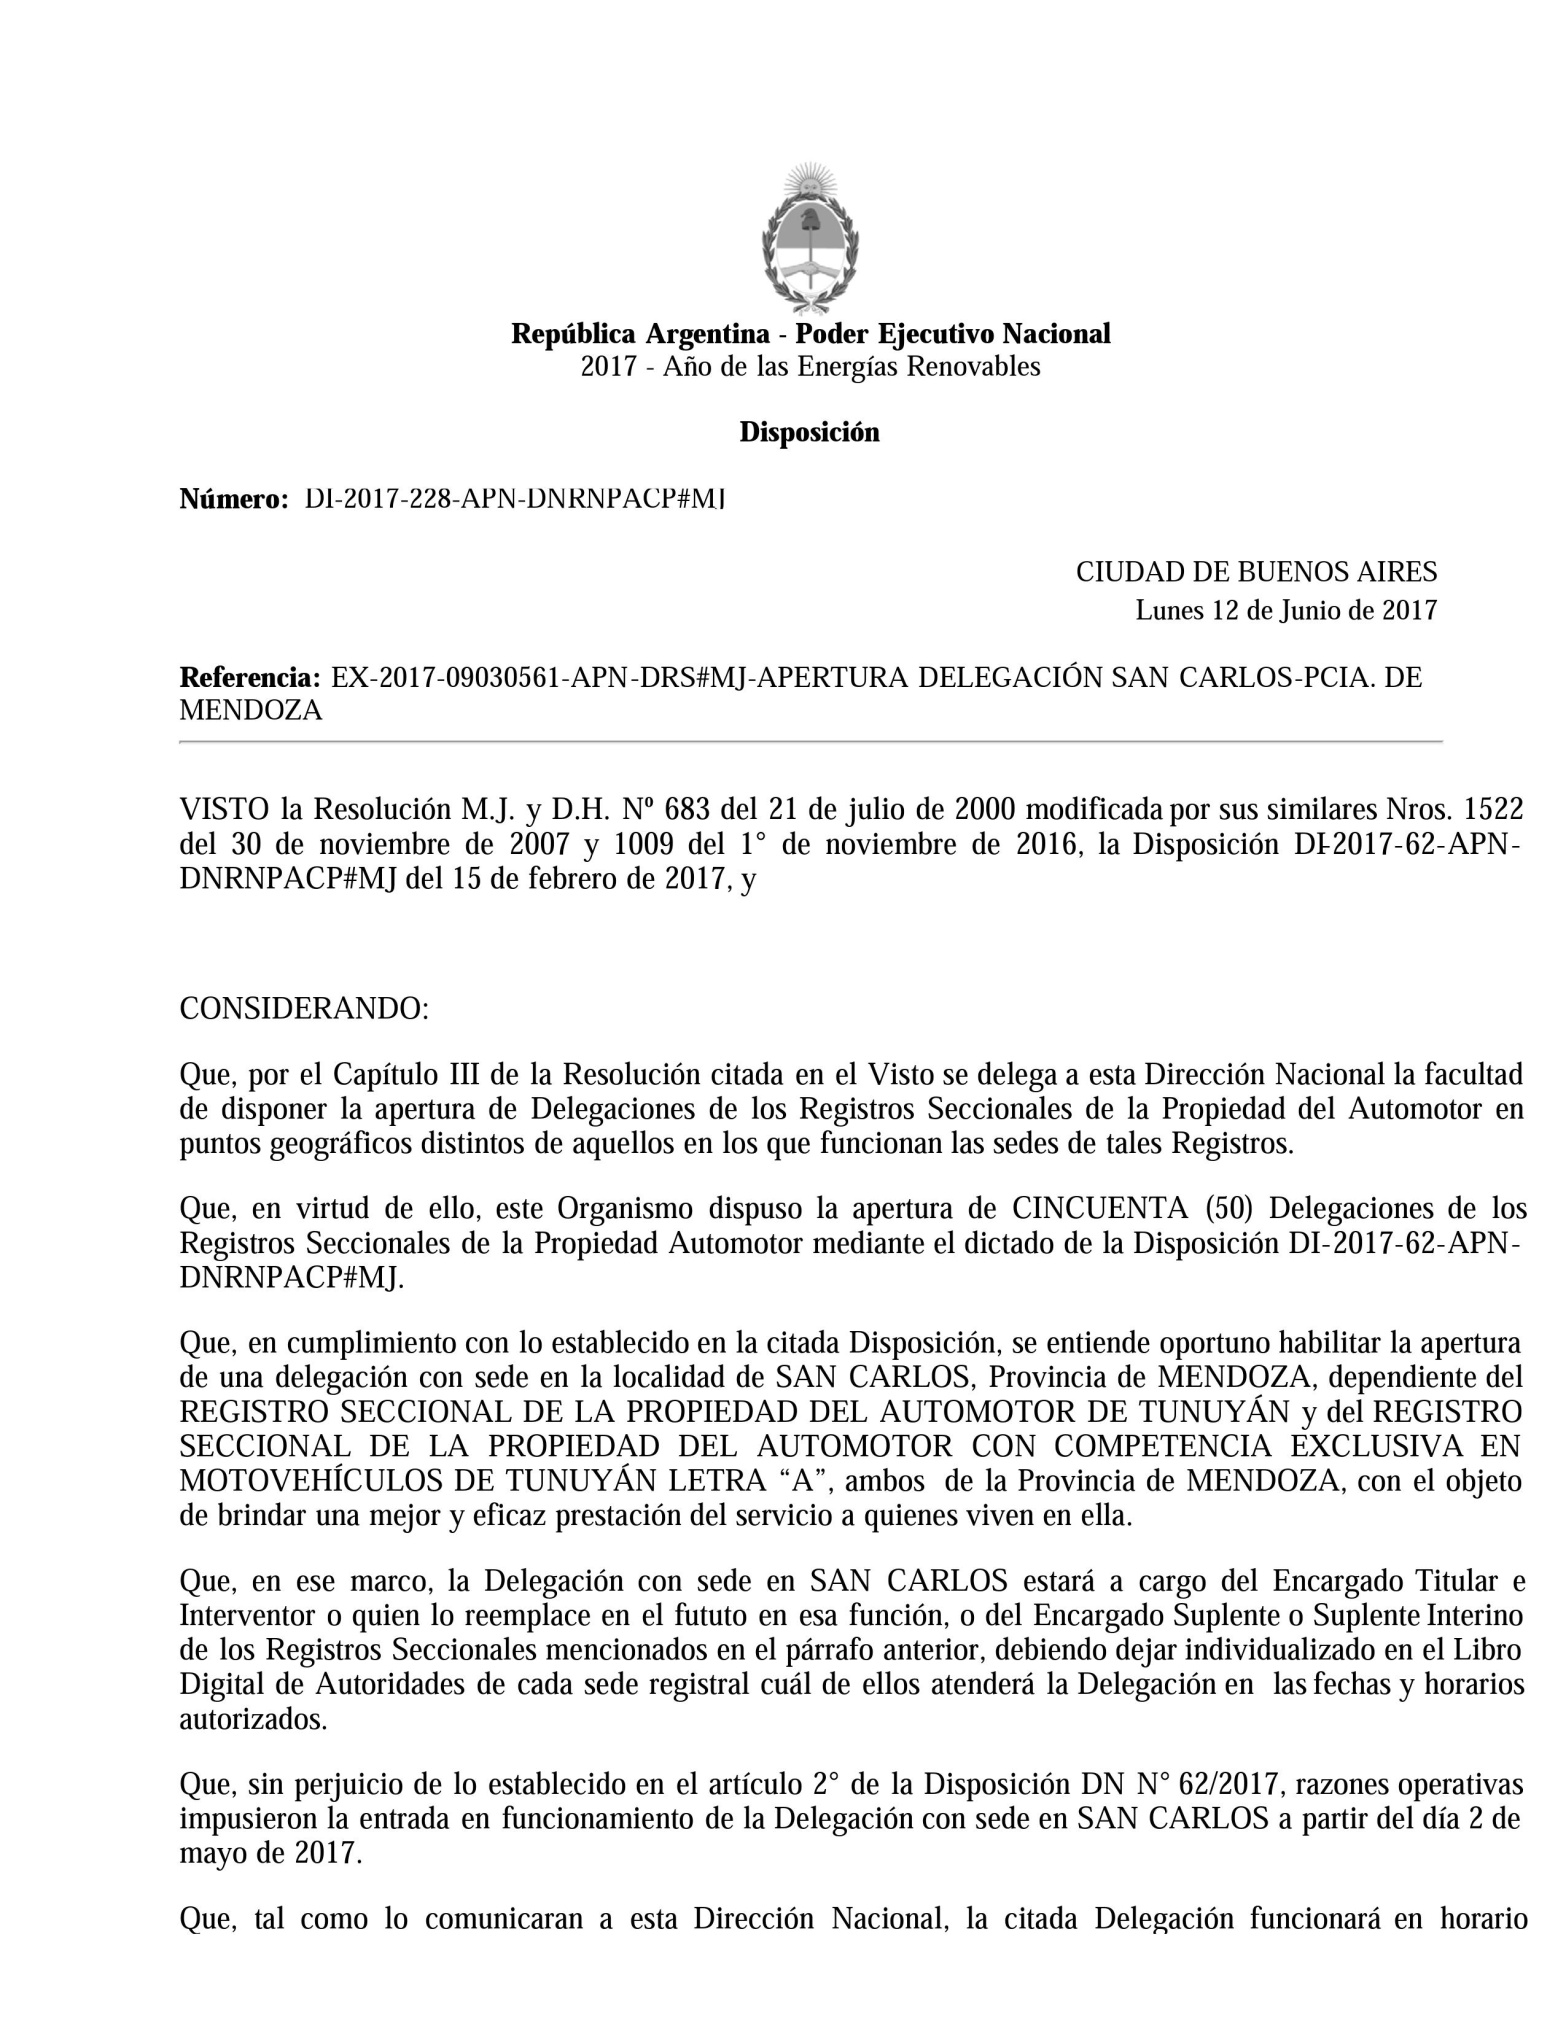 República Argentina - Poder Ejecutivo Nacional
2017 - Año de las Energías Renovables
Disposición
Número: DI-2017-228-APN-DNRNPACP#MJ
CIUDAD DE BUENOS AIRES
Lunes 12 de Junio de 2017
Referencia: EX-2017-09030561-APN-DRS#MJ-APERTURA DELEGACIÓN SAN CARLOS-PCIA. DE
MENDOZA
VISTO la Resolución M.J. y D.H. Nº 683 del 21 de julio de 2000 modificada por sus similares Nros. 1522
del 30 de noviembre de 2007 y 1009 del 1° de noviembre de 2016, la Disposición DI-2017-62-APN-
DNRNPACP#MJ del 15 de febrero de 2017, y
CONSIDERANDO:
Que, por el Capítulo III de la Resolución citada en el Visto se delega a esta Dirección Nacional la facultad
de disponer la apertura de Delegaciones de los Registros Seccionales de la Propiedad del Automotor en
puntos geográficos distintos de aquellos en los que funcionan las sedes de tales Registros.
Que, en virtud de ello, este Organismo dispuso la apertura de CINCUENTA (50) Delegaciones de los
Registros Seccionales de la Propiedad Automotor mediante el dictado de la Disposición DI-2017-62-APN-
DNRNPACP#MJ.
Que, en cumplimiento con lo establecido en la citada Disposición, se entiende oportuno habilitar la apertura
de una delegación con sede en la localidad de SAN CARLOS, Provincia de MENDOZA, dependiente del
REGISTRO SECCIONAL DE LA PROPIEDAD DEL AUTOMOTOR DE TUNUYÁN y del REGISTRO
SECCIONAL DE LA PROPIEDAD DEL AUTOMOTOR CON COMPETENCIA EXCLUSIVA EN
MOTOVEHÍCULOS DE TUNUYÁN LETRA “A”, ambos de la Provincia de MENDOZA, con el objeto
de brindar una mejor y eficaz prestación del servicio a quienes viven en ella.
Que, en ese marco, la Delegación con sede en SAN CARLOS estará a cargo del Encargado Titular e
Interventor o quien lo reemplace en el fututo en esa función, o del Encargado Suplente o Suplente Interino
de los Registros Seccionales mencionados en el párrafo anterior, debiendo dejar individualizado en el Libro
Digital de Autoridades de cada sede registral cuál de ellos atenderá la Delegación en las fechas y horarios
autorizados.
Que, sin perjuicio de lo establecido en el artículo 2° de la Disposición DN N° 62/2017, razones operativas
impusieron la entrada en funcionamiento de la Delegación con sede en SAN CARLOS a partir del día 2 de
mayo de 2017.
Que, tal como lo comunicaran a esta Dirección Nacional, la citada Delegación funcionará en horario